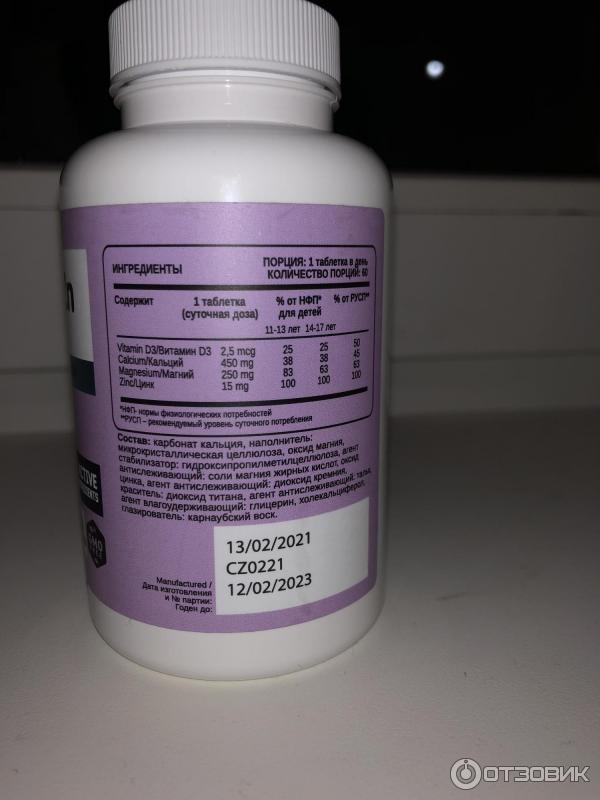 ИНГРЕДИЕНТЫ
ПОРЦИЯ: 1 таблетка в день
КОЛИЧЕСТВО ПОРЦИЙ: 60
Содержит 1 таблетка % от НФП* % от РУСП**
(суточная доза) для детей
11-13 лет 14-17 лет
Vitamin D3/Витамин D3 2,5 mcg 25 25 50
Calcium/Кальций 450 mg 38 38 45
Magnesium/Магний 250 mg 83 63 63
Zinc/Цинк 15 mg 100 100 100
*НФП- нормы физиологических потребностей
**РУСП – рекомендуемый уровень суточного потребления
Состав: карбонат кальция, наполнитель:
микрокристаллическая целлюлоза, оксид магния,
стабилизатор: гидроксипропилметилцеллюлоза, агент
антислеживающий: соли магния жирных кислот, оксид
цинка, агент антислеживающий: диоксид кремния,
краситель: диоксид титана, агент антислеживающий: тальк,
агент влагоудерживающий: глицерин, холекальциферол,
глазирователь: карнаубский воск.
13/02/2021
CZ0221
12/02/2023
Manufactured /
Дата изготовления
и № партии:
Годен до:
in
CTIVE
GMO
ОТЗОВИК